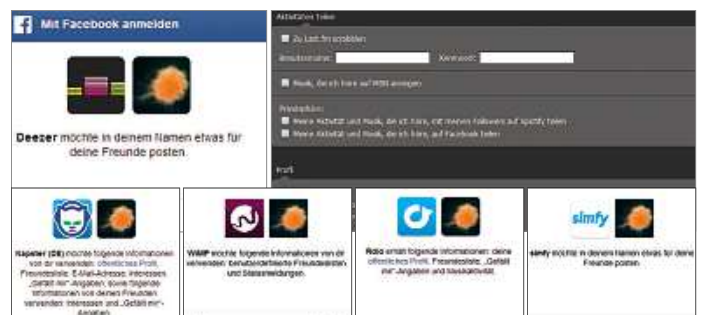 Mit Facebook anmelden
Deezer möchte in deinem Namen etwas für
deine Freunde posten.
Aktivitäten teilen
Zu Last.fm scrobbeln
Benutzername: Kennwort:
Musik, die ich höre auf MSN anzeigen
Privatsphäre:
Meine Aktivität und Musik, die ich höre, mit meinen Followern auf Spotify teilen
Meine Aktivität und Musik, die ich höre, auf Facebook teilen
Profil
Napster (DE) möchte folgende Informationen
von dir verwenden: öffentliches Profil,
Freundesliste, E-Mail-Adresse, Interessen,
„Gefällt mir“-Angaben, sowie folgende
Informationen von deinen Freunden
verwenden: Interessen und „Gefällt mir“-
Angaben.
WiMP möchte folgende Informationen von dir
verwenden: benutzerdefinierte Freundeslisten
und Statusmeldungen.
Rdio erhält folgende Informationen: deine
öffentliches Profil, Freundesliste, „Gefällt
mir“-Angaben und Musikaktivität.
simfy
simfy möchte in deinem Namen etwas für deine
Freunde posten.